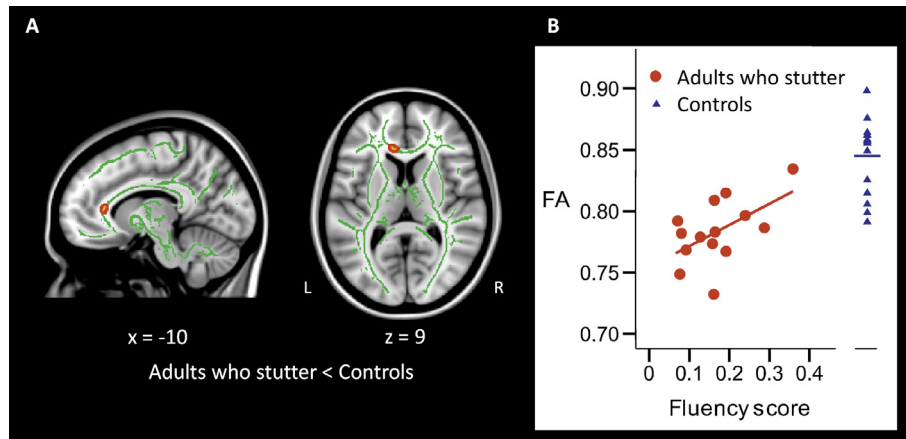 A
B
L
R
x = -10
z = 9
Adults who stutter < Controls
Adults who stutter
Controls
0.90
0.85
FA
0.80
0.75
0.70
0 0.1 0.2 0.3 0.4
Fluency score